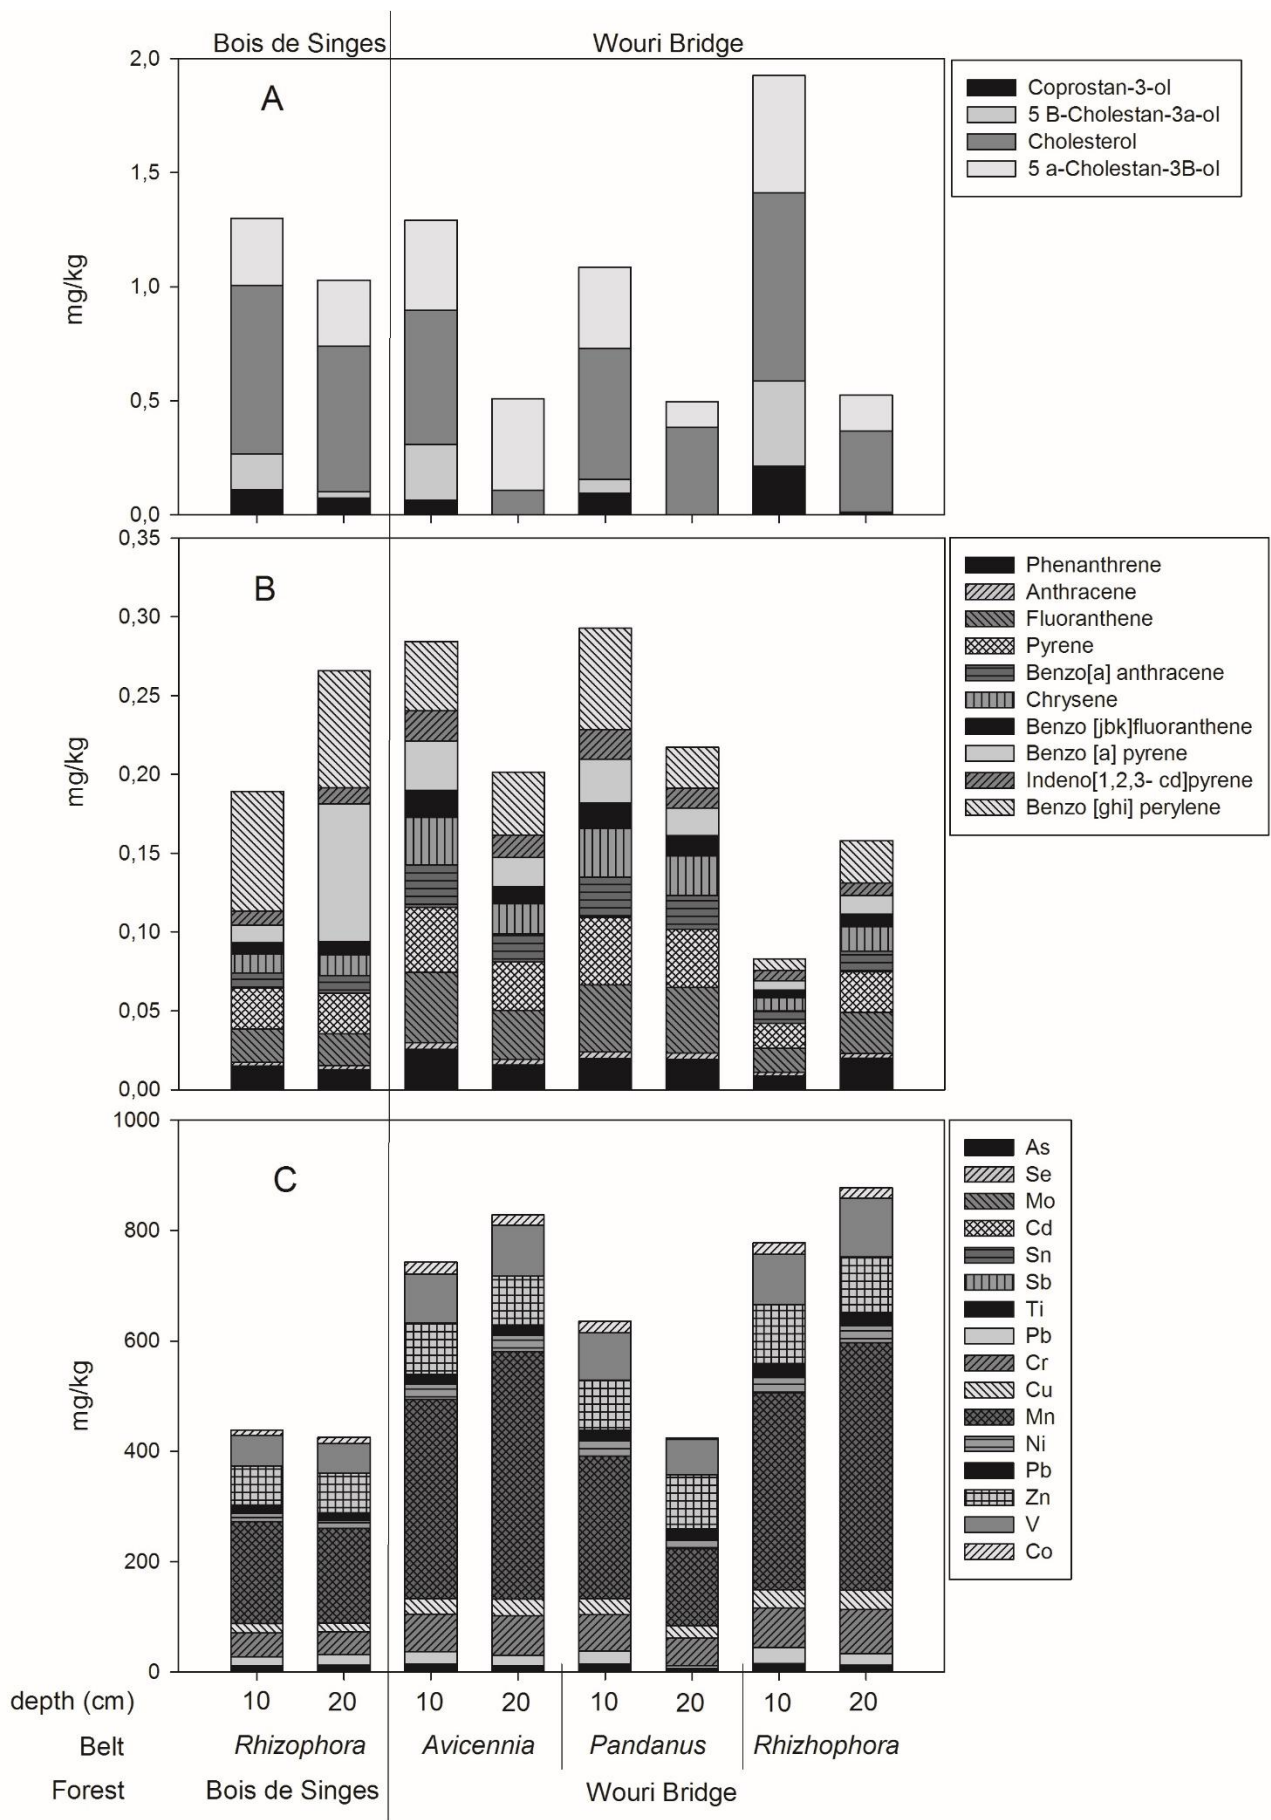 Bois de Singes Wouri Bridge
A
mg/kg
2,0
1,5
1,0
0,5
0,0
Coprostan-3-ol
5 B-Cholestan-3a-ol
Cholesterol
5 a-Cholestan-3B-ol
B
mg/kg
0,35
0,30
0,25
0,20
0,15
0,10
0,05
0,00
Phenanthrene
Anthracene
Fluoranthene
Pyrene
Benzo[a] anthracene
Chrysene
Benzo [jbk]fluoranthene
Benzo [a] pyrene
Indeno[1,2,3- cd]pyrene
Benzo [ghi] perylene
C
mg/kg
1000
800
600
400
200
0
As
Se
Mo
Cd
Sn
Sb
Ti
Pb
Cr
Cu
Mn
Ni
Pb
Zn
V
Co
depth (cm) 10 20 10 20 10 20 10 20
Belt Rhizophora Avicennia Pandanus Rhizhophora
Forest Bois de Singes Wouri Bridge